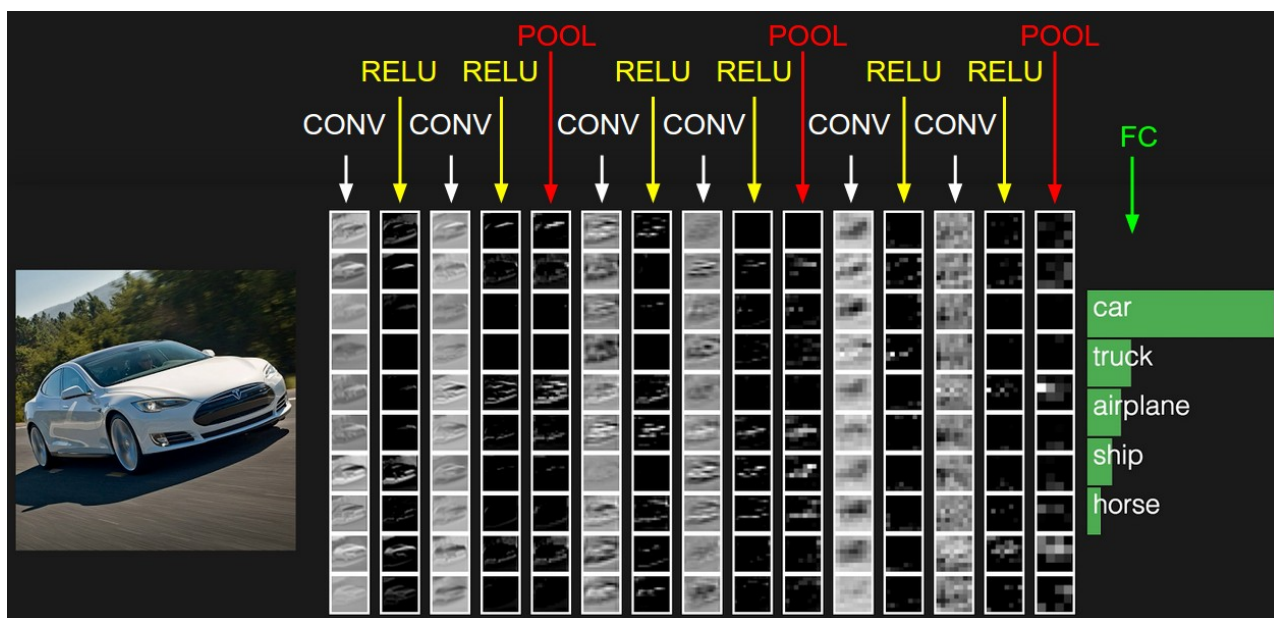 POOL POOL POOL
RELU RELU RELU RELU RELU RELU
CONV CONV CONV CONV CONV CONV
FC
car
truck
airplane
ship
horse